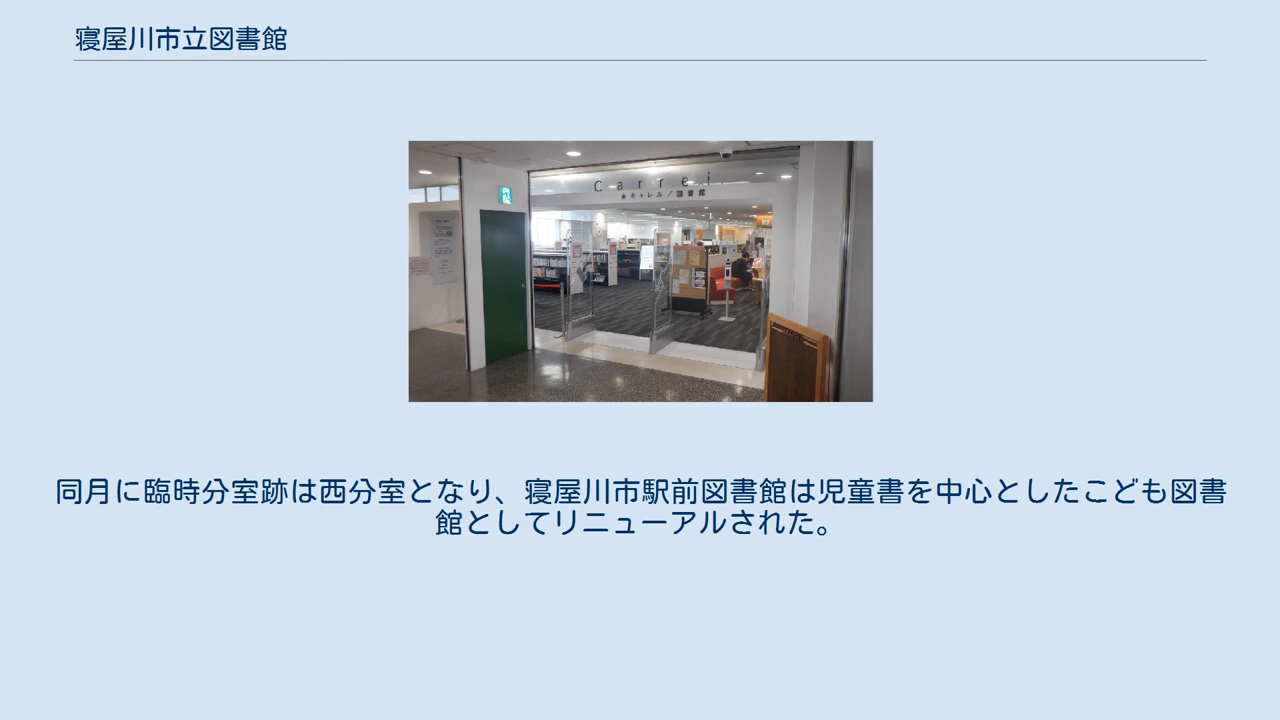 寝屋川市立図書館
Carrel
★キャレル／図書館
同月に臨時分室跡は西分室となり、寝屋川市駅前図書館は児童書を中心としたこども図書
館としてリニューアルされた。